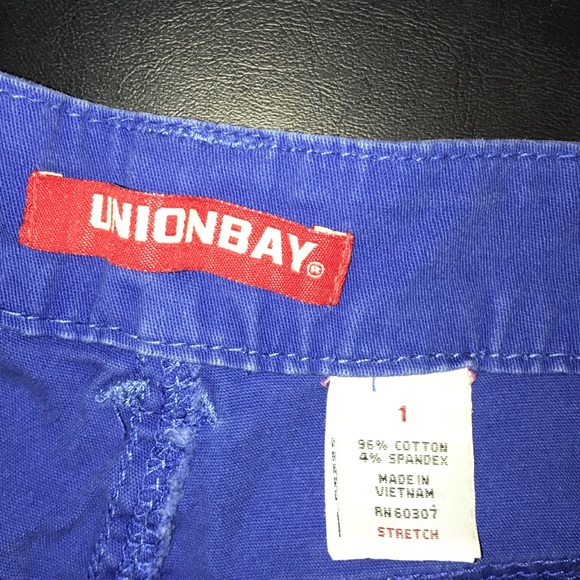 UNIONBAY®
1
96% COTTON
4% SPANDEX
MADE IN
VIETNAM
RN60307
STRETCH